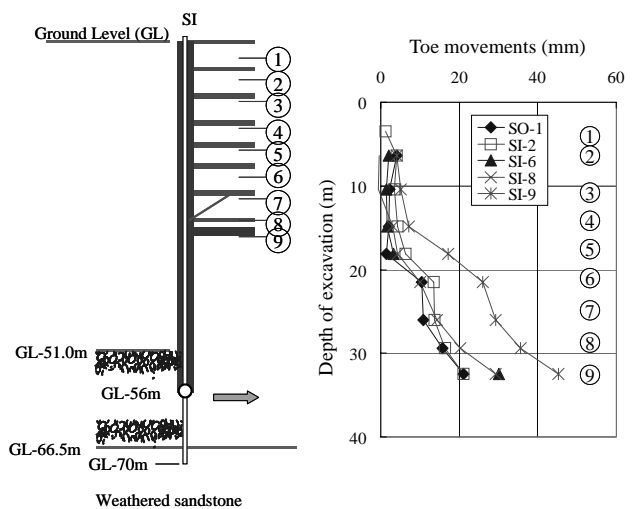 SI
Ground Level (GL)
1
2
3
4
5
6
7
8
9
GL-51.0m
GL-56m
GL-66.5m
GL-70m
Weathered sandstone
Toe movements (mm)
0 20 40 60
Depth of excavation (m)
0
10
20
30
40
SO-1
SI-2
SI-6
SI-8
SI-9
1
2
3
4
5
6
7
8
9